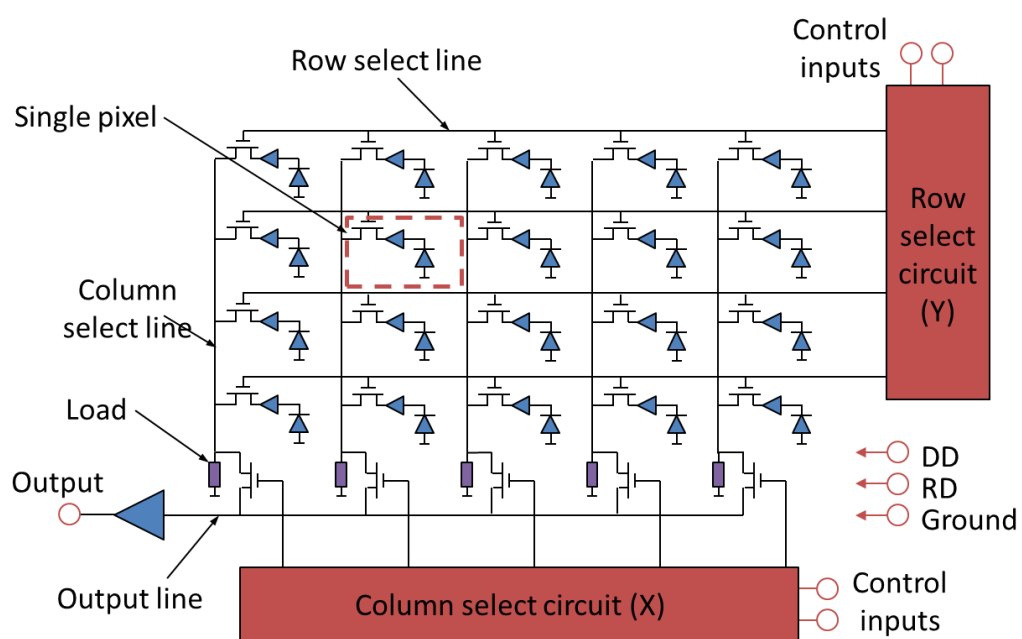 Control
inputs
Row select line
Single pixel
Row
select
circuit
(Y)
Column
select line
Load
Output
DD
RD
Ground
Output line
Column select circuit (X)
Control
inputs